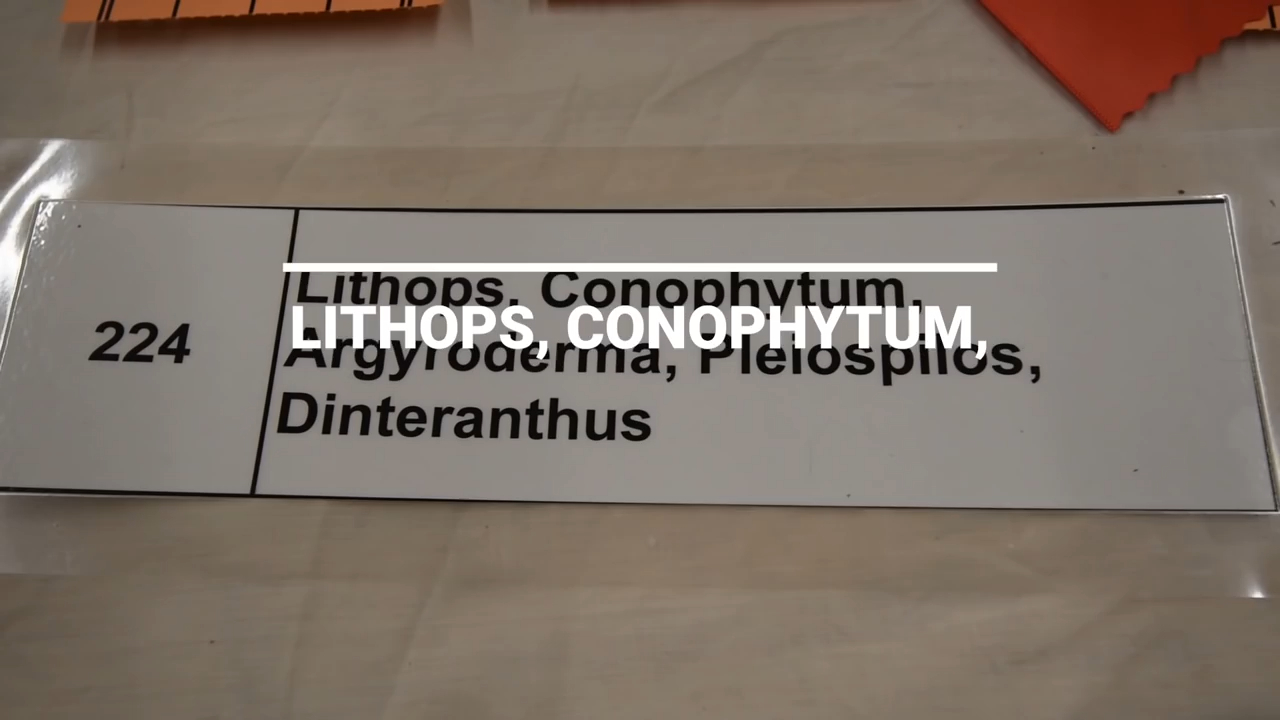 224
Lithops, Conophytum,
Argyroderma, Pleiospilos,
Dinteranthus
LITHOPS, CONOPHYTUM,